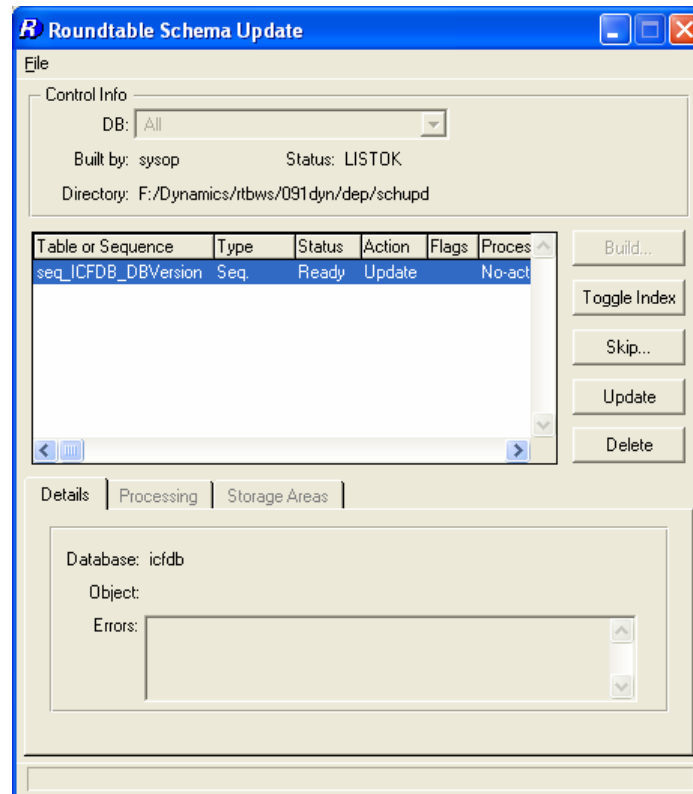 R Roundtable Schema Update
File
Control Info
DB: All
Built by: sysop Status: LISTOK
Directory: F:/Dynamics/rtbws/091dyn/dep/schupd
Table or Sequence Type Status Action Flags Proces
seq_ICFDB_DBVersion Seq. Ready Update No-act
Build...
Toggle Index
Skip...
Update
Delete
Details Processing Storage Areas
Database: icfdb
Object:
Errors: